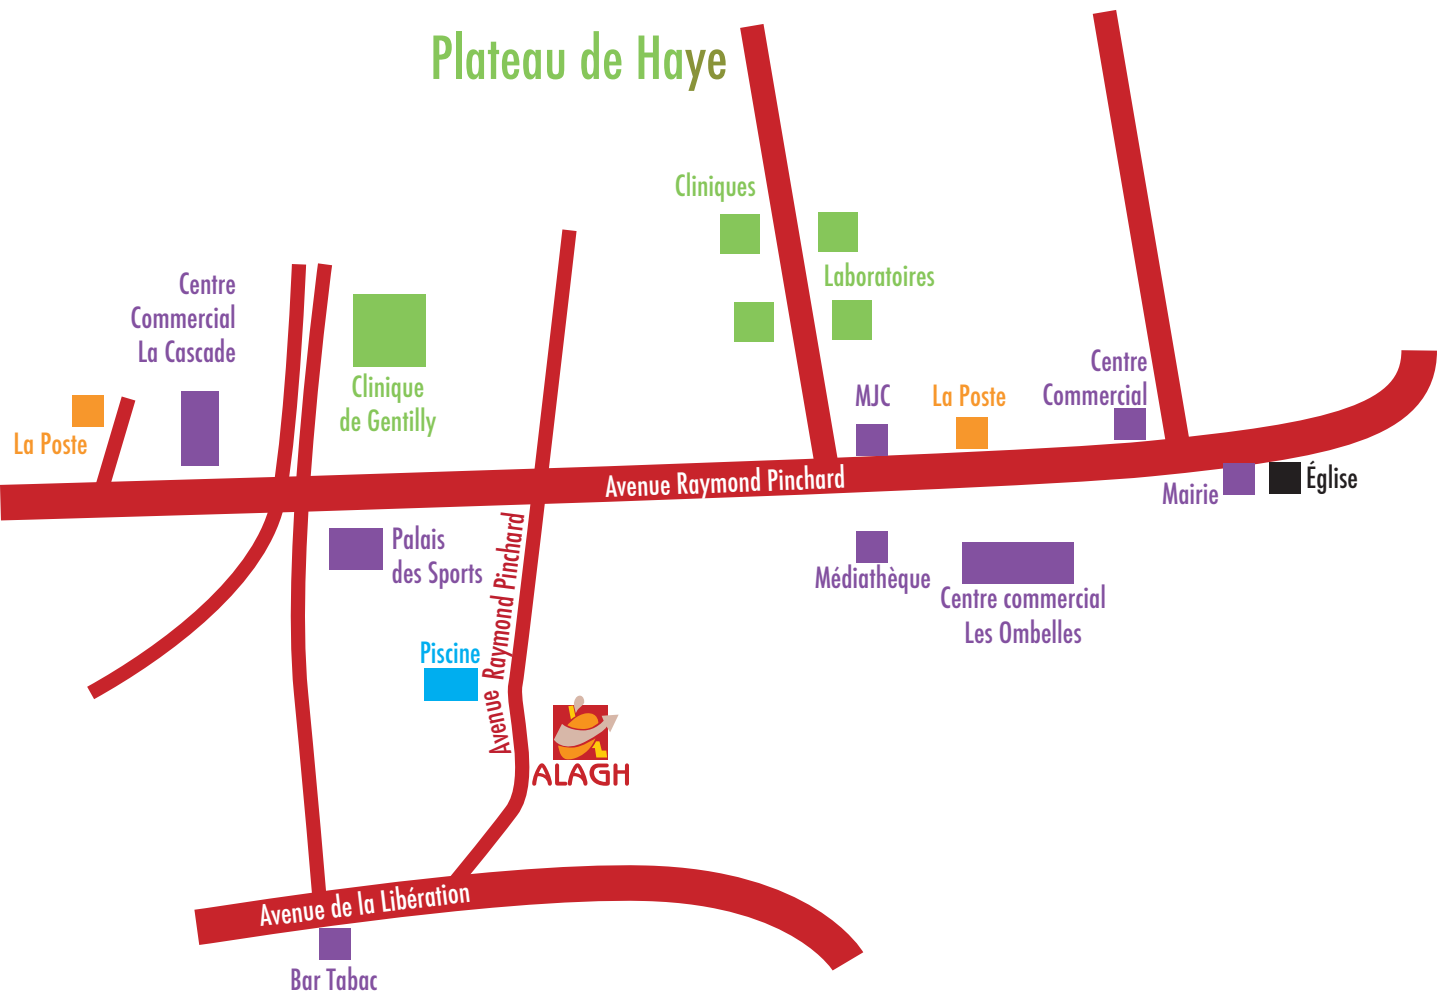 Plateau de Haye
Cliniques
Laboratoires
Centre
Commercial
La Cascade
La Poste
Clinique
de Gentilly
MJC
La Poste
Centre
Commercial
Avenue Raymond Pinchard
Mairie
Église
Palais
des Sports
Avenue Raymond Pinchard
Médiathèque
Centre commercial
Les Ombelles
Piscine
ALAGH
Avenue de la Libération
Bar Tabac